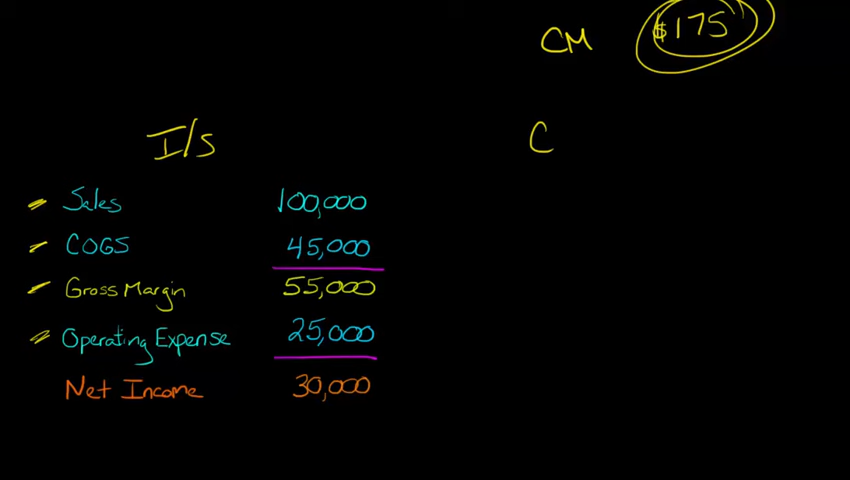 CM $175
I/S C
Sales 100,000
COGS 45,000
Gross Margin 55,000
Operating Expense 25,000
Net Income 30,000